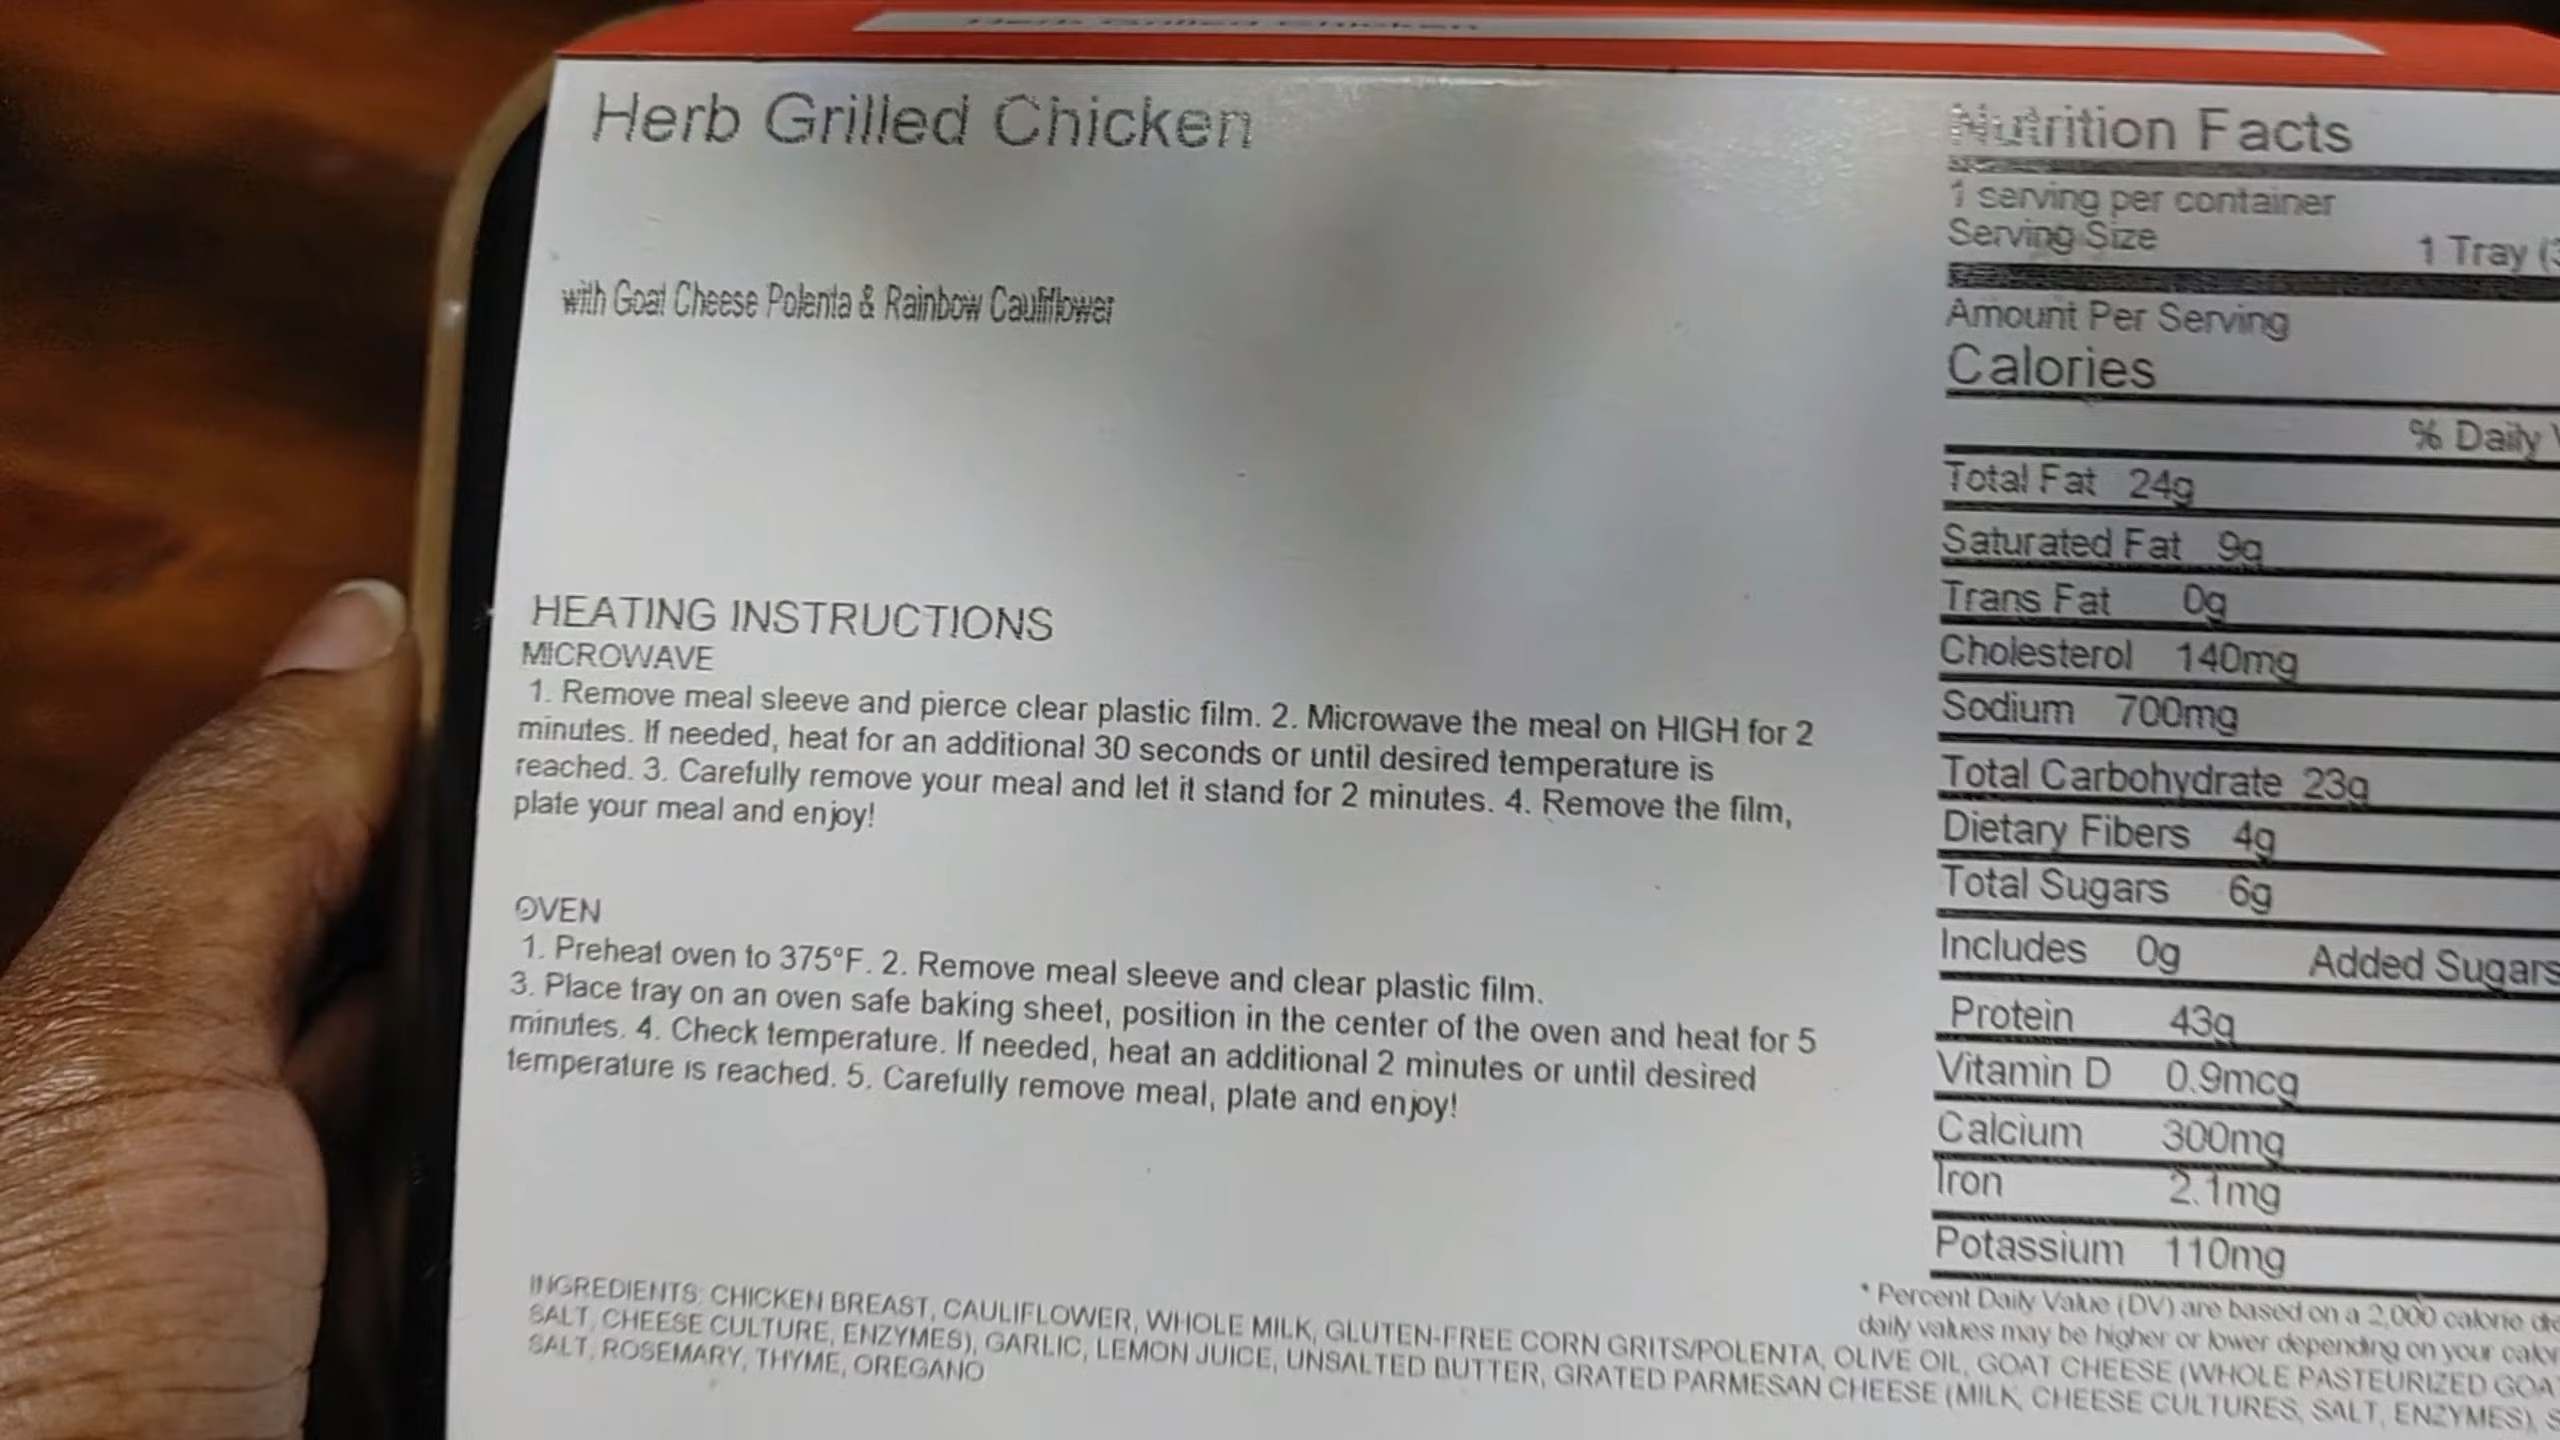 Herb Grilled Chicken
Herb Grilled Chicken
with Goat Cheese Polenta & Rainbow Cauliflower
HEATING INSTRUCTIONS
MICROWAVE
1. Remove meal sleeve and pierce clear plastic film. 2. Microwave the meal on HIGH for 2
minutes. If needed, heat for an additional 30 seconds or until desired temperature is
reached. 3. Carefully remove your meal and let it stand for 2 minutes. 4. Remove the film,
plate your meal and enjoy!
OVEN
1. Preheat oven to 375°F. 2. Remove meal sleeve and clear plastic film.
3. Place tray on an oven safe baking sheet, position in the center of the oven and heat for 5
minutes. 4. Check temperature. If needed, heat an additional 2 minutes or until desired
temperature is reached. 5. Carefully remove meal, plate and enjoy!
INGREDIENTS: CHICKEN BREAST, CAULIFLOWER, WHOLE MILK, GLUTEN-FREE CORN GRITS/POLENTA, OLIVE OIL, GOAT CHEESE (WHOLE PASTEURIZED GOA
SALT, CHEESE CULTURE, ENZYMES), GARLIC, LEMON JUICE, UNSALTED BUTTER, GRATED PARMESAN CHEESE (MILK, CHEESE CULTURES, SALT, ENZYMES), S
SALT, ROSEMARY, THYME, OREGANO
Nutrition Facts
1 serving per container
Serving Size 1 Tray (3
Amount Per Serving
Calories
% Daily
Total Fat 24g
Saturated Fat 9g
Trans Fat 0g
Cholesterol 140mg
Sodium 700mg
Total Carbohydrate 23g
Dietary Fibers 4g
Total Sugars 6g
Includes 0g Added Sugars
Protein 43g
Vitamin D 0.9mcg
Calcium 300mg
Iron 2.1mg
Potassium 110mg
* Percent Daily Value (DV) are based on a 2,000 calorie die
daily values may be higher or lower depending on your calor